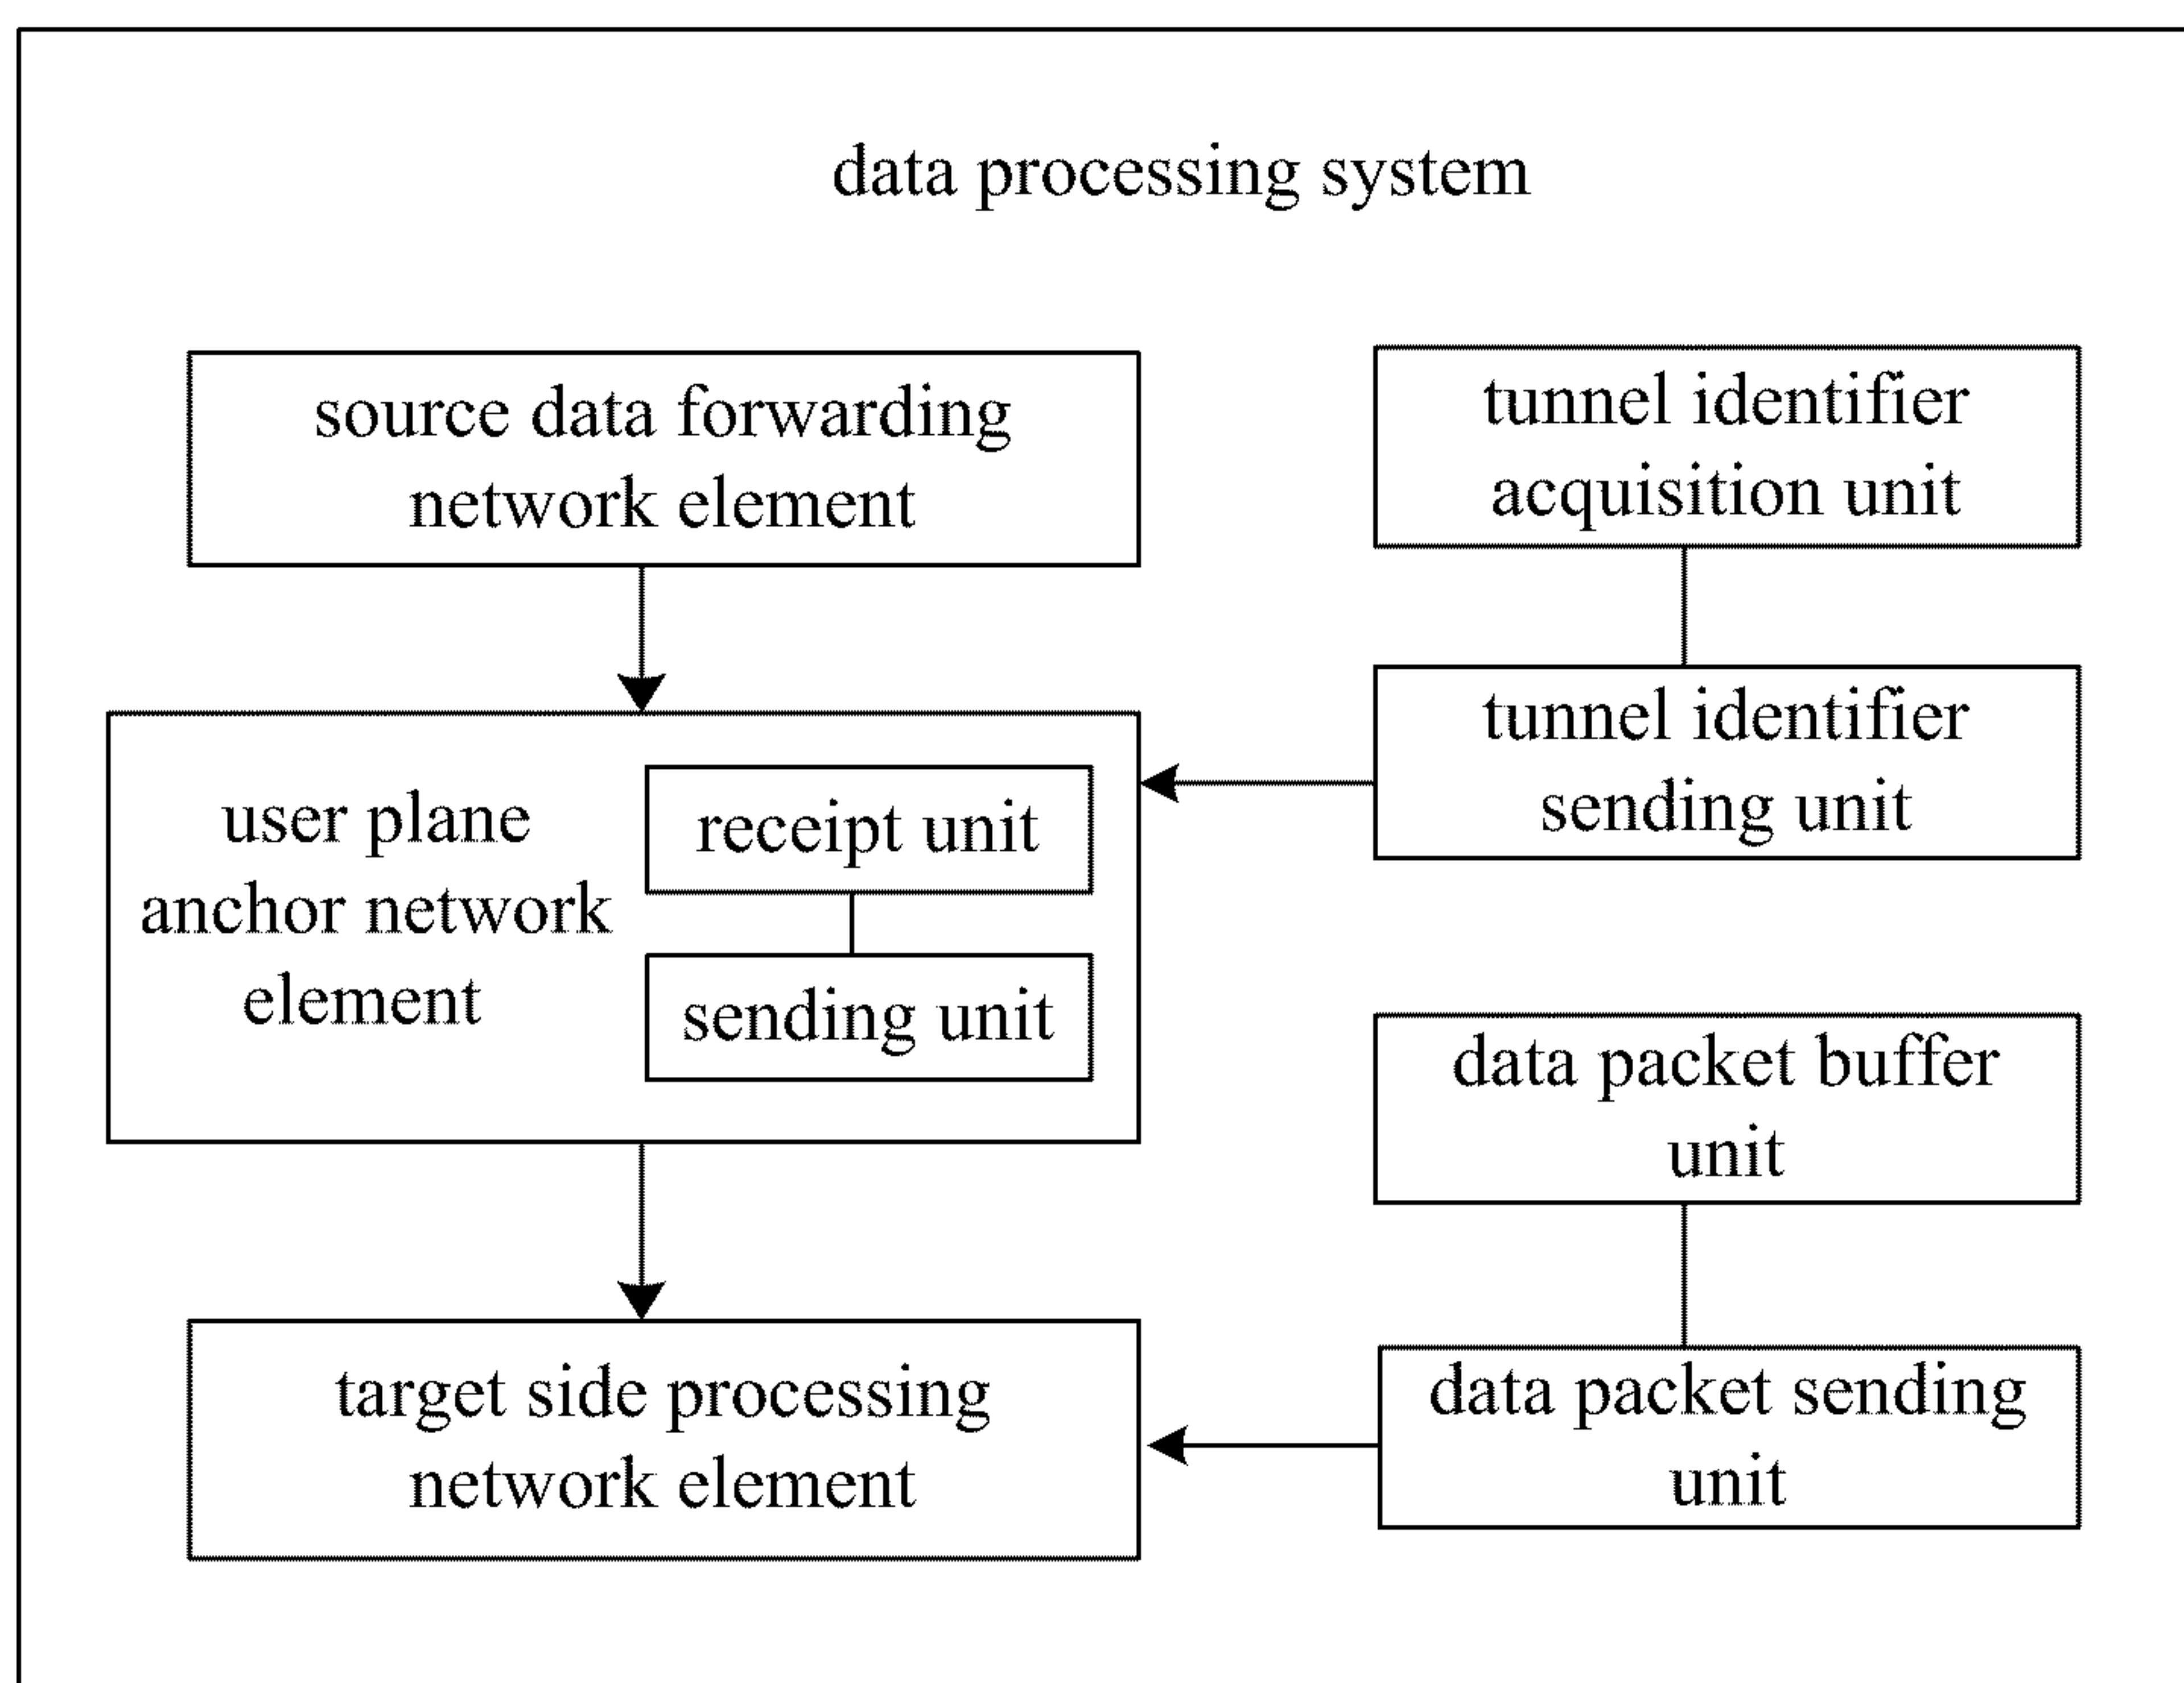 data processing system
source data forwarding
network element
tunnel identifier
acquisition unit
tunnel identifier
sending unit
user plane
anchor network
element
receipt unit
sending unit
data packet buffer
unit
target side processing
network element
data packet sending
unit